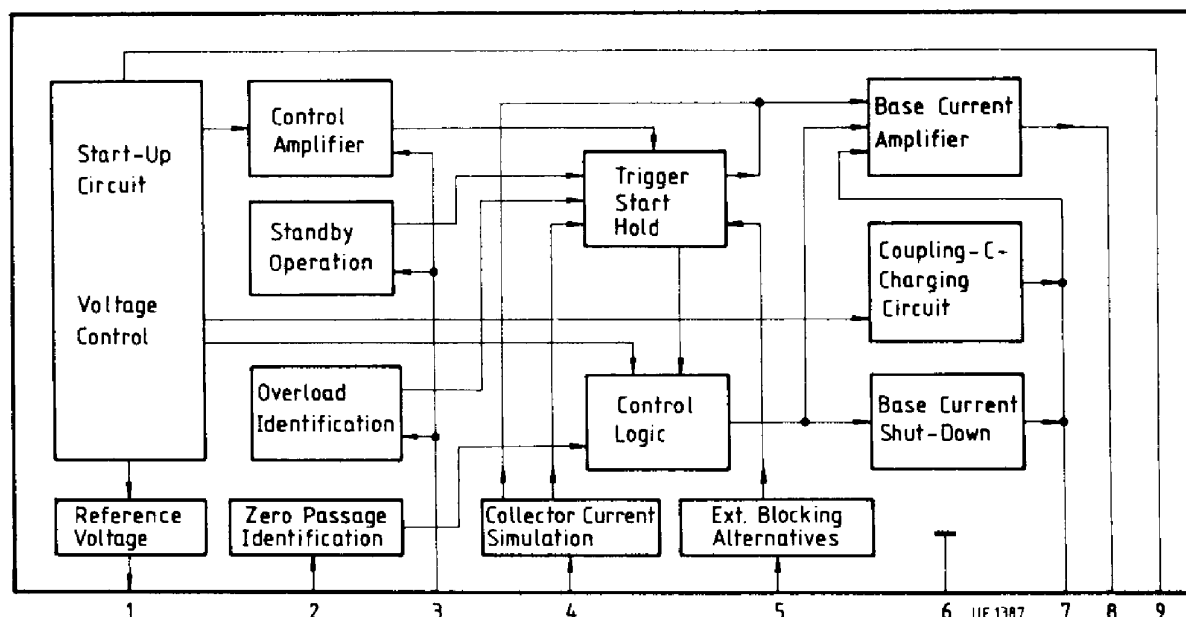 Start-Up
Circuit
Voltage
Control
Control
Amplifier
Standby
Operation
Overload
Identification
Trigger
Start
Hold
Control
Logic
Base Current
Amplifier
Coupling-C-
Charging
Circuit
Base Current
Shut-Down
Reference
Voltage
Zero Passage
Identification
Collector Current
Simulation
Ext. Blocking
Alternatives
1 2 3 4 5 6 UE 1387 7 8 9